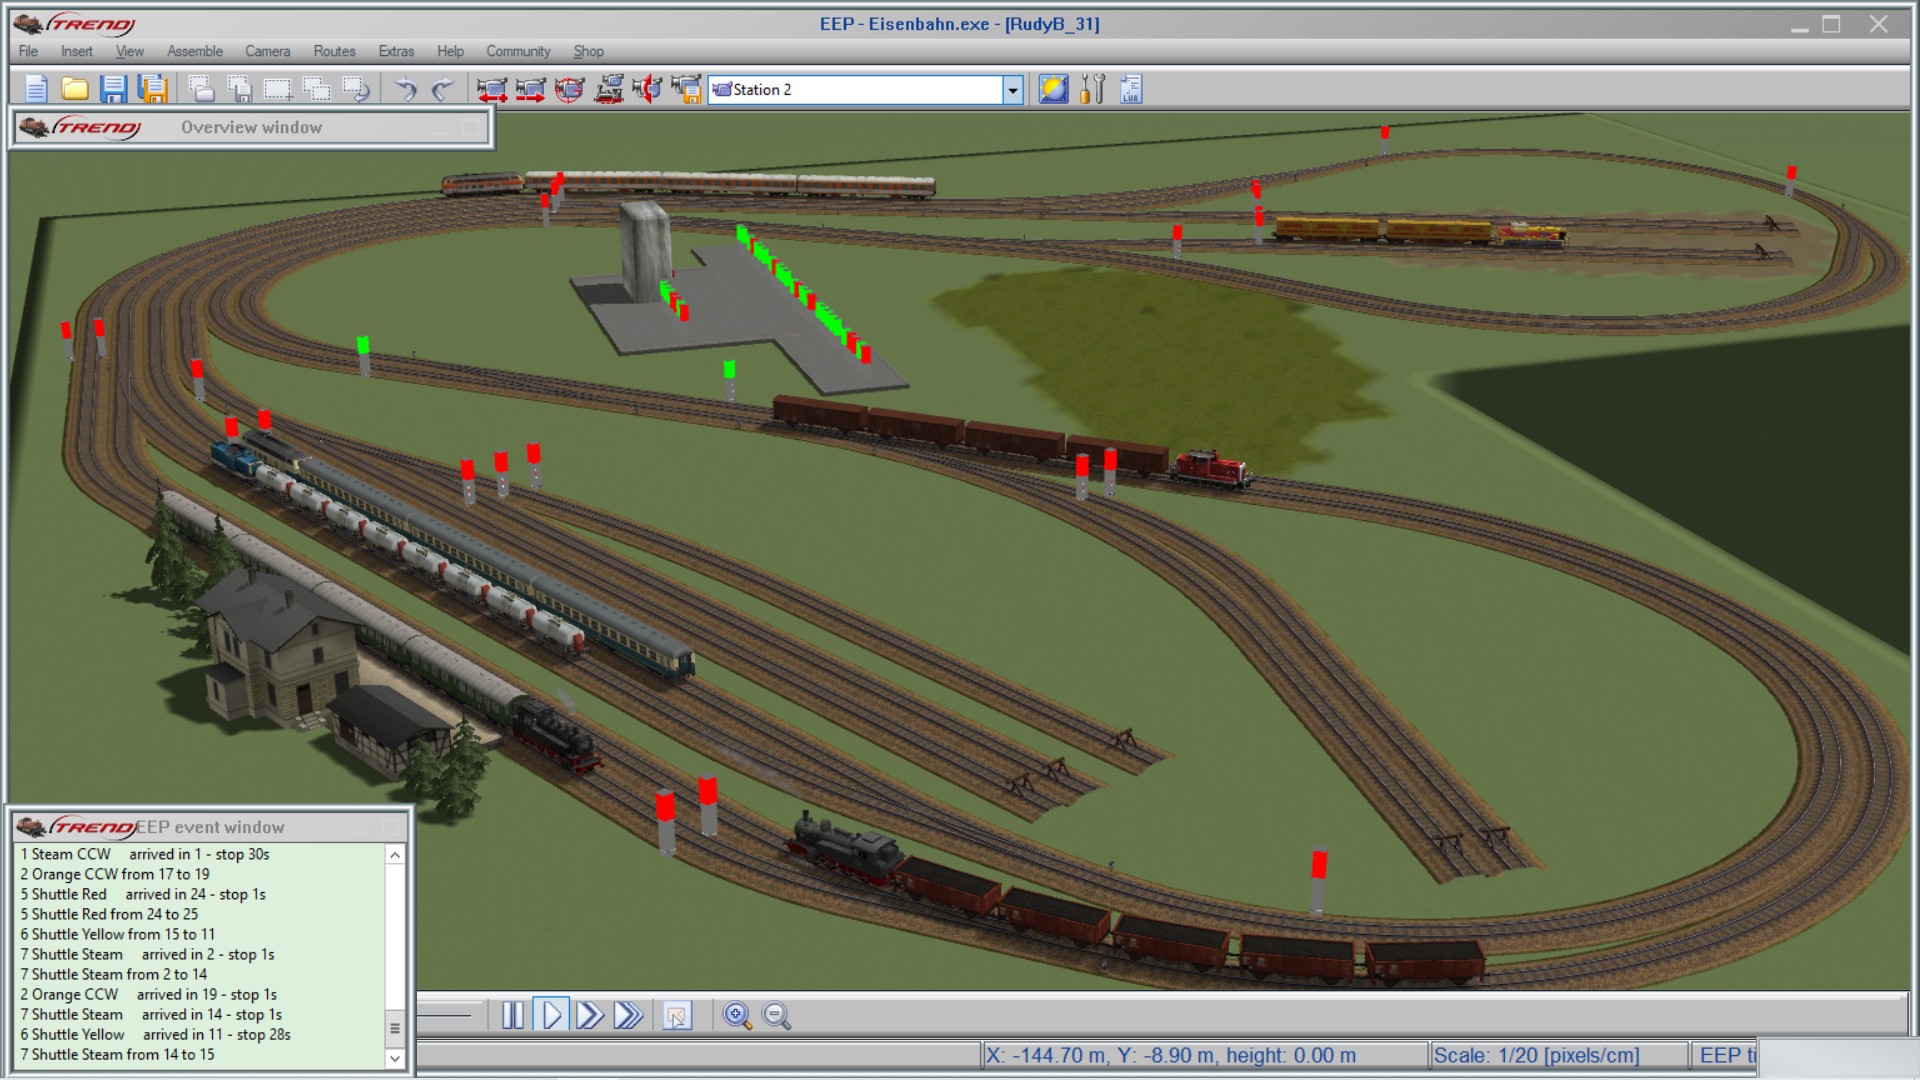 TREND
EEP - Eisenbahn.exe - [RudyB_31]
File Insert View Assemble Camera Routes Extras Help Community Shop
Station 2
LUA
TREND Overview window
TREND EEP event window
1 Steam CCW arrived in 1 - stop 30s
2 Orange CCW from 17 to 19
5 Shuttle Red arrived in 24 - stop 1s
5 Shuttle Red from 24 to 25
6 Shuttle Yellow from 15 to 11
7 Shuttle Steam arrived in 2 - stop 1s
7 Shuttle Steam from 2 to 14
2 Orange CCW arrived in 19 - stop 1s
7 Shuttle Steam arrived in 14 - stop 1s
6 Shuttle Yellow arrived in 11 - stop 28s
7 Shuttle Steam from 14 to 15
X: -144.70 m, Y: -8.90 m, height: 0.00 m
Scale: 1/20 [pixels/cm]
EEP ti